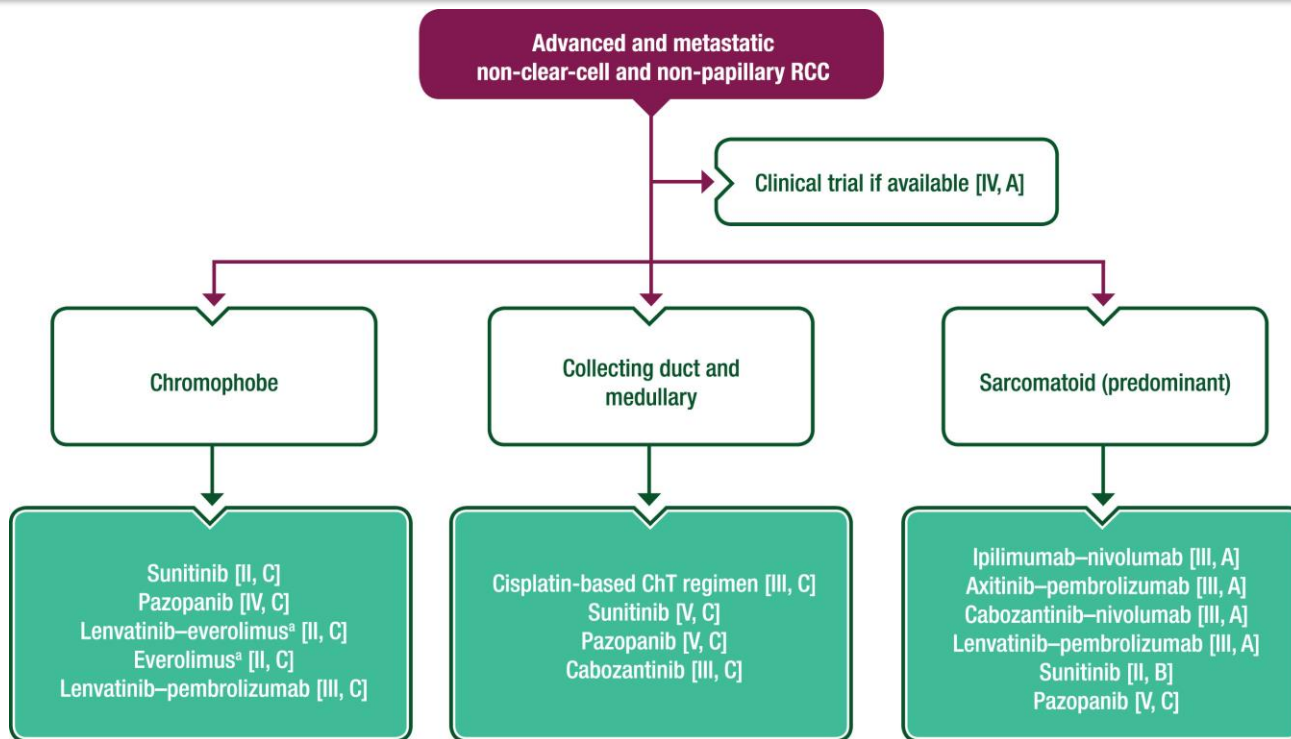 Advanced and metastatic
non-clear-cell and non-papillary RCC
Clinical trial if available [IV, A]
Chromophobe
Collecting duct and
medullary
Sarcomatoid (predominant)
Sunitinib [II, C]
Pazopanib [IV, C]
Lenvatinib–everolimusᵃ [II, C]
Everolimusᵃ [II, C]
Lenvatinib–pembrolizumab [III, C]
Cisplatin-based ChT regimen [III, C]
Sunitinib [V, C]
Pazopanib [V, C]
Cabozantinib [III, C]
Ipilimumab–nivolumab [III, A]
Axitinib–pembrolizumab [III, A]
Cabozantinib–nivolumab [III, A]
Lenvatinib–pembrolizumab [III, A]
Sunitinib [II, B]
Pazopanib [V, C]